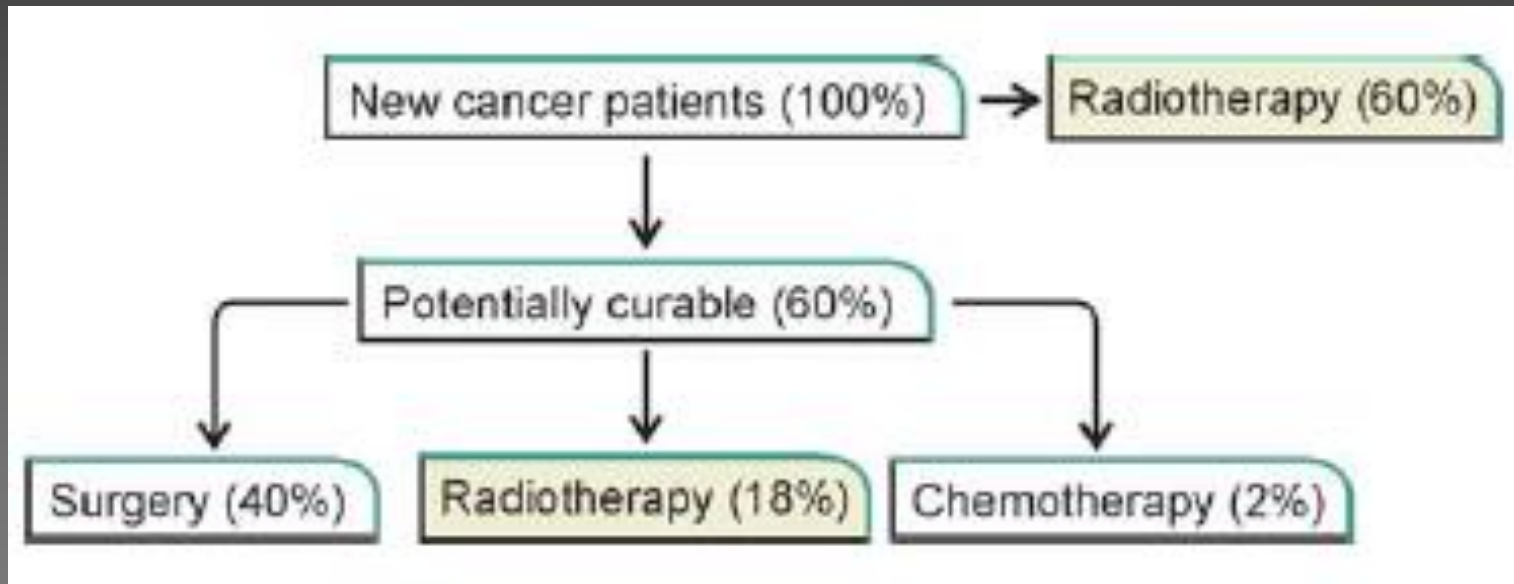 New cancer patients (100%)
Radiotherapy (60%)
Potentially curable (60%)
Surgery (40%)
Radiotherapy (18%)
Chemotherapy (2%)